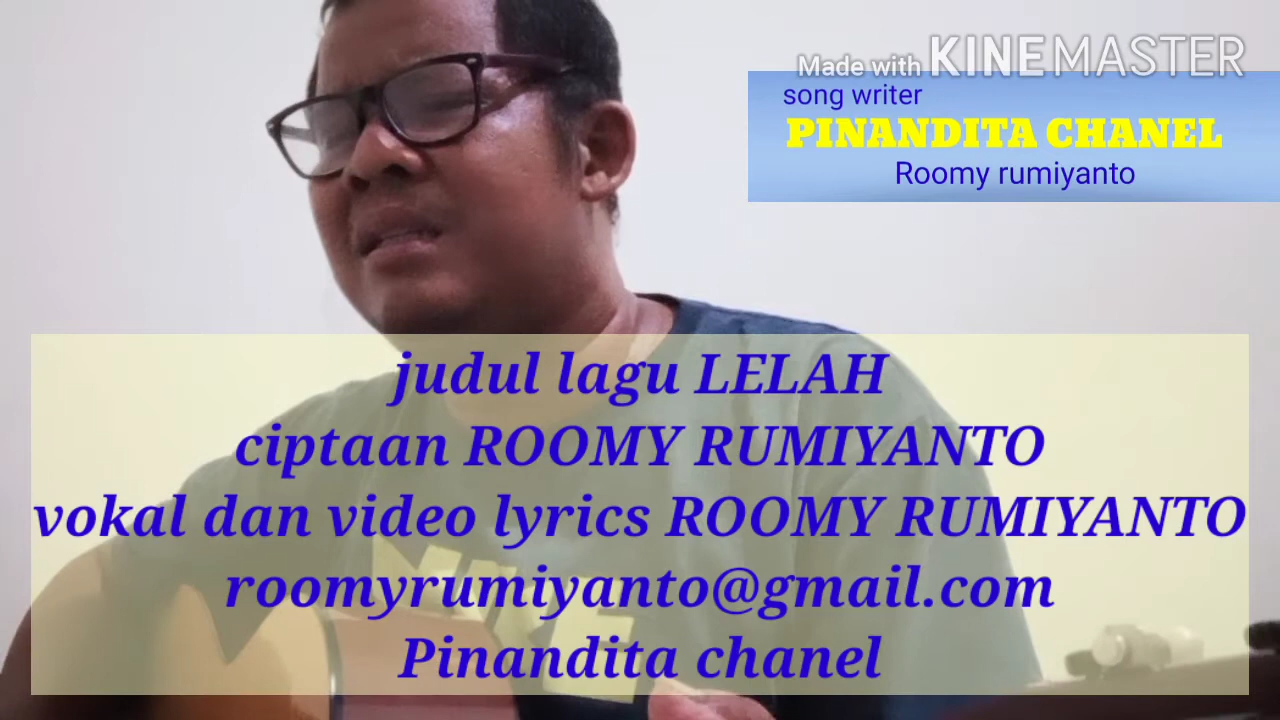 Made with KINEMASTER
song writer
PINANDITA CHANEL
Roomy rumiyanto
judul lagu LELAH
ciptaan ROOMY RUMIYANTO
vokal dan video lyrics ROOMY RUMIYANTO
roomyrumiyanto@gmail.com
Pinandita chanel